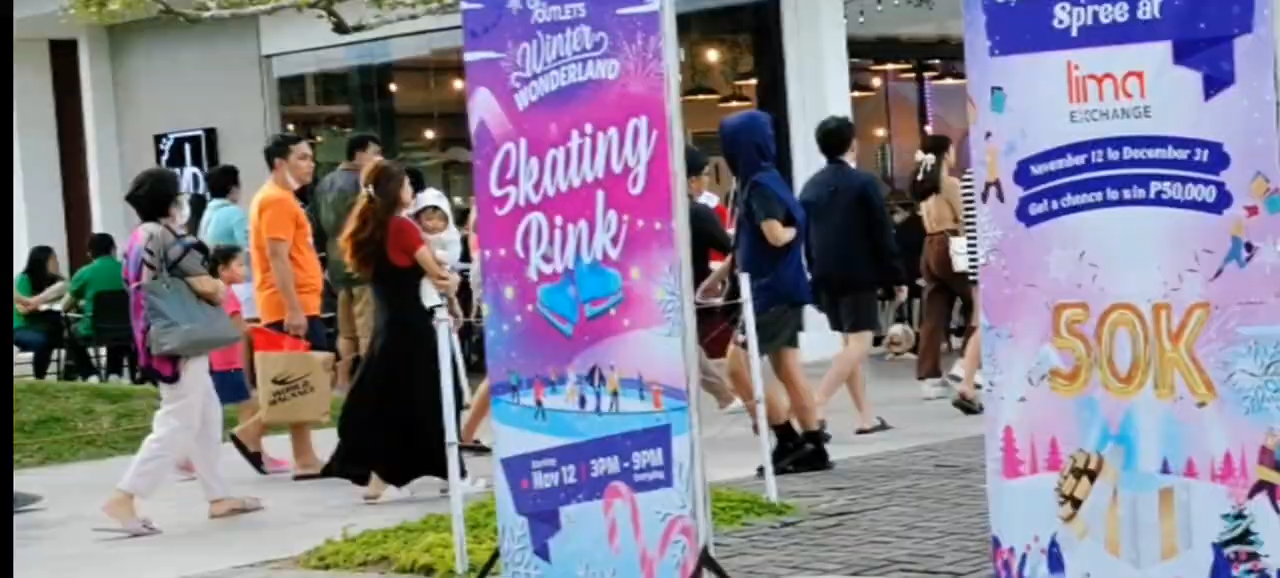 OUTLETS
Winter
WONDERLAND
Skating
Rink
Nov 12 | 3PM - 9PM
Spree at
lima
EXCHANGE
November 12 to December 31
Get a chance to win P50,000
50K